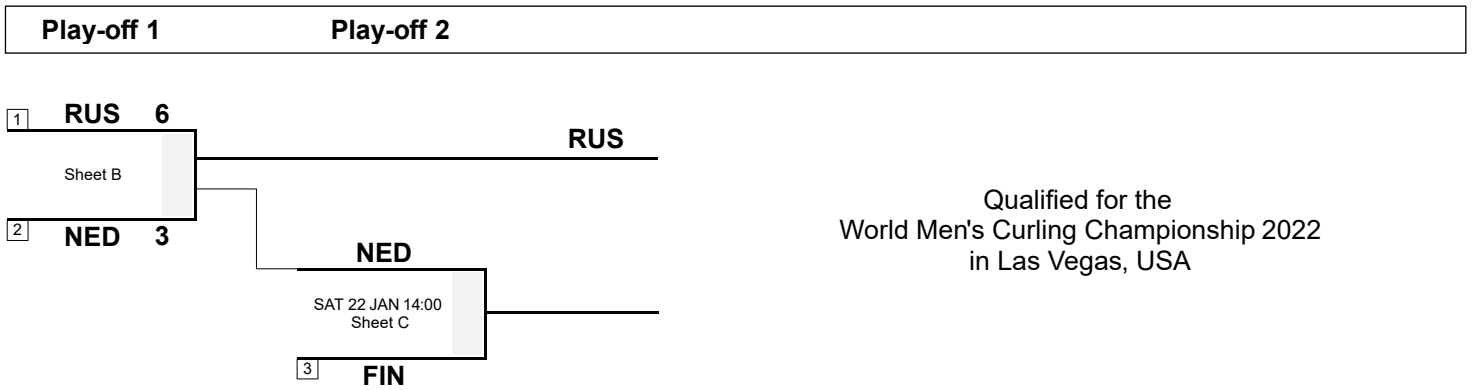 Play-off 1 Play-off 2
1 RUS 6
RUS
Sheet B
2 NED 3
Qualified for the
World Men's Curling Championship 2022
in Las Vegas, USA
NED
SAT 22 JAN 14:00
Sheet C
3 FIN